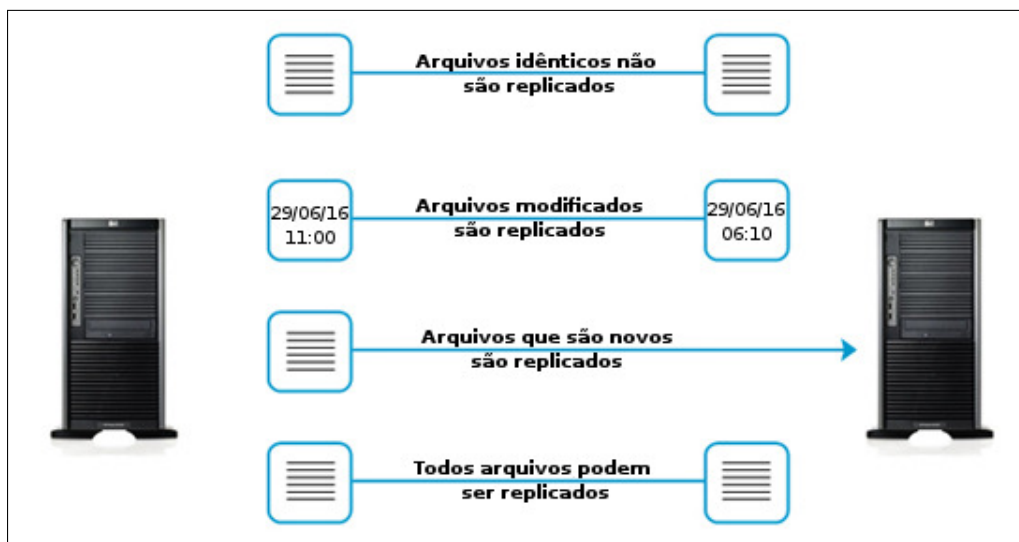 Arquivos idênticos não
são replicados
29/06/16
11:00
Arquivos modificados
são replicados
29/06/16
06:10
Arquivos que são novos
são replicados
Todos arquivos podem
ser replicados